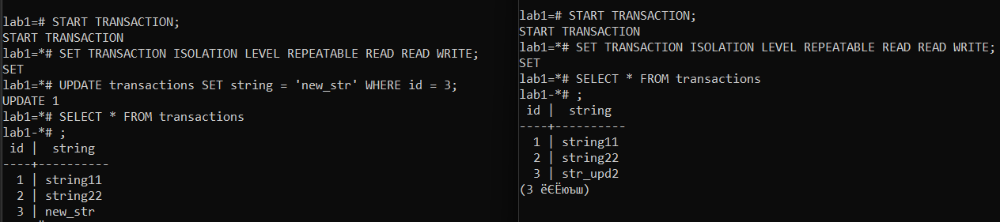 lab1=# START TRANSACTION;
START TRANSACTION
lab1=*# SET TRANSACTION ISOLATION LEVEL REPEATABLE READ READ WRITE;
SET
lab1=*# UPDATE transactions SET string = 'new_str' WHERE id = 3;
UPDATE 1
lab1=*# SELECT * FROM transactions
lab1-*# ;
 id |  string
----+----------
  1 | string11
  2 | string22
  3 | new_str
lab1=# START TRANSACTION;
START TRANSACTION
lab1=*# SET TRANSACTION ISOLATION LEVEL REPEATABLE READ READ WRITE;
SET
lab1=*# SELECT * FROM transactions
lab1-*# ;
 id |  string
----+----------
  1 | string11
  2 | string22
  3 | str_upd2
(3 ёЄЁюъш)